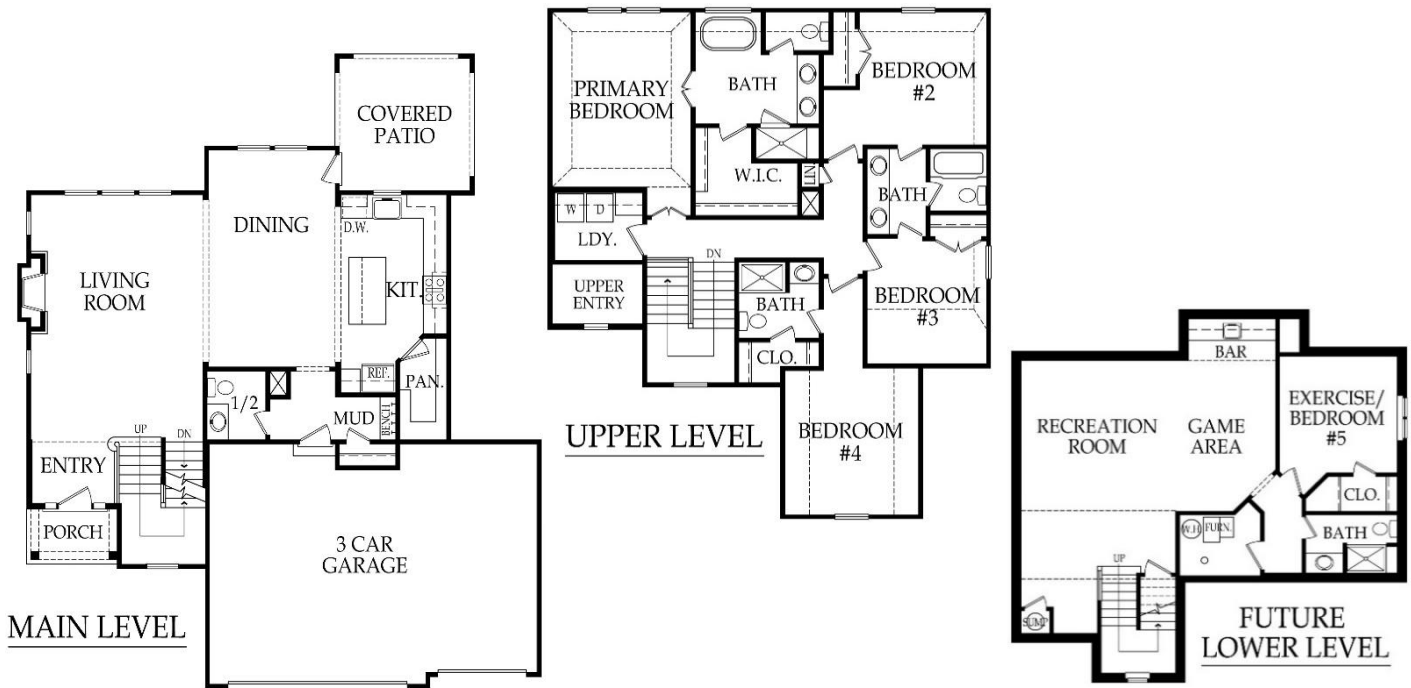 COVERED
PATIO
DINING
D.W.
LIVING
ROOM
KIT.
REF.
PAN.
1/2
MUD
BENCH
UP
DN
ENTRY
PORCH
3 CAR
GARAGE
MAIN LEVEL
PRIMARY
BEDROOM
BATH
BEDROOM
#2
W.I.C.
LIN
BATH
W D
LDY.
DN
UPPER
ENTRY
BATH
BEDROOM
#3
CLO.
BEDROOM
#4
UPPER LEVEL
BAR
RECREATION
ROOM
GAME
AREA
EXERCISE/
BEDROOM
#5
CLO.
W.H.
FURN.
BATH
UP
SUMP
FUTURE
LOWER LEVEL